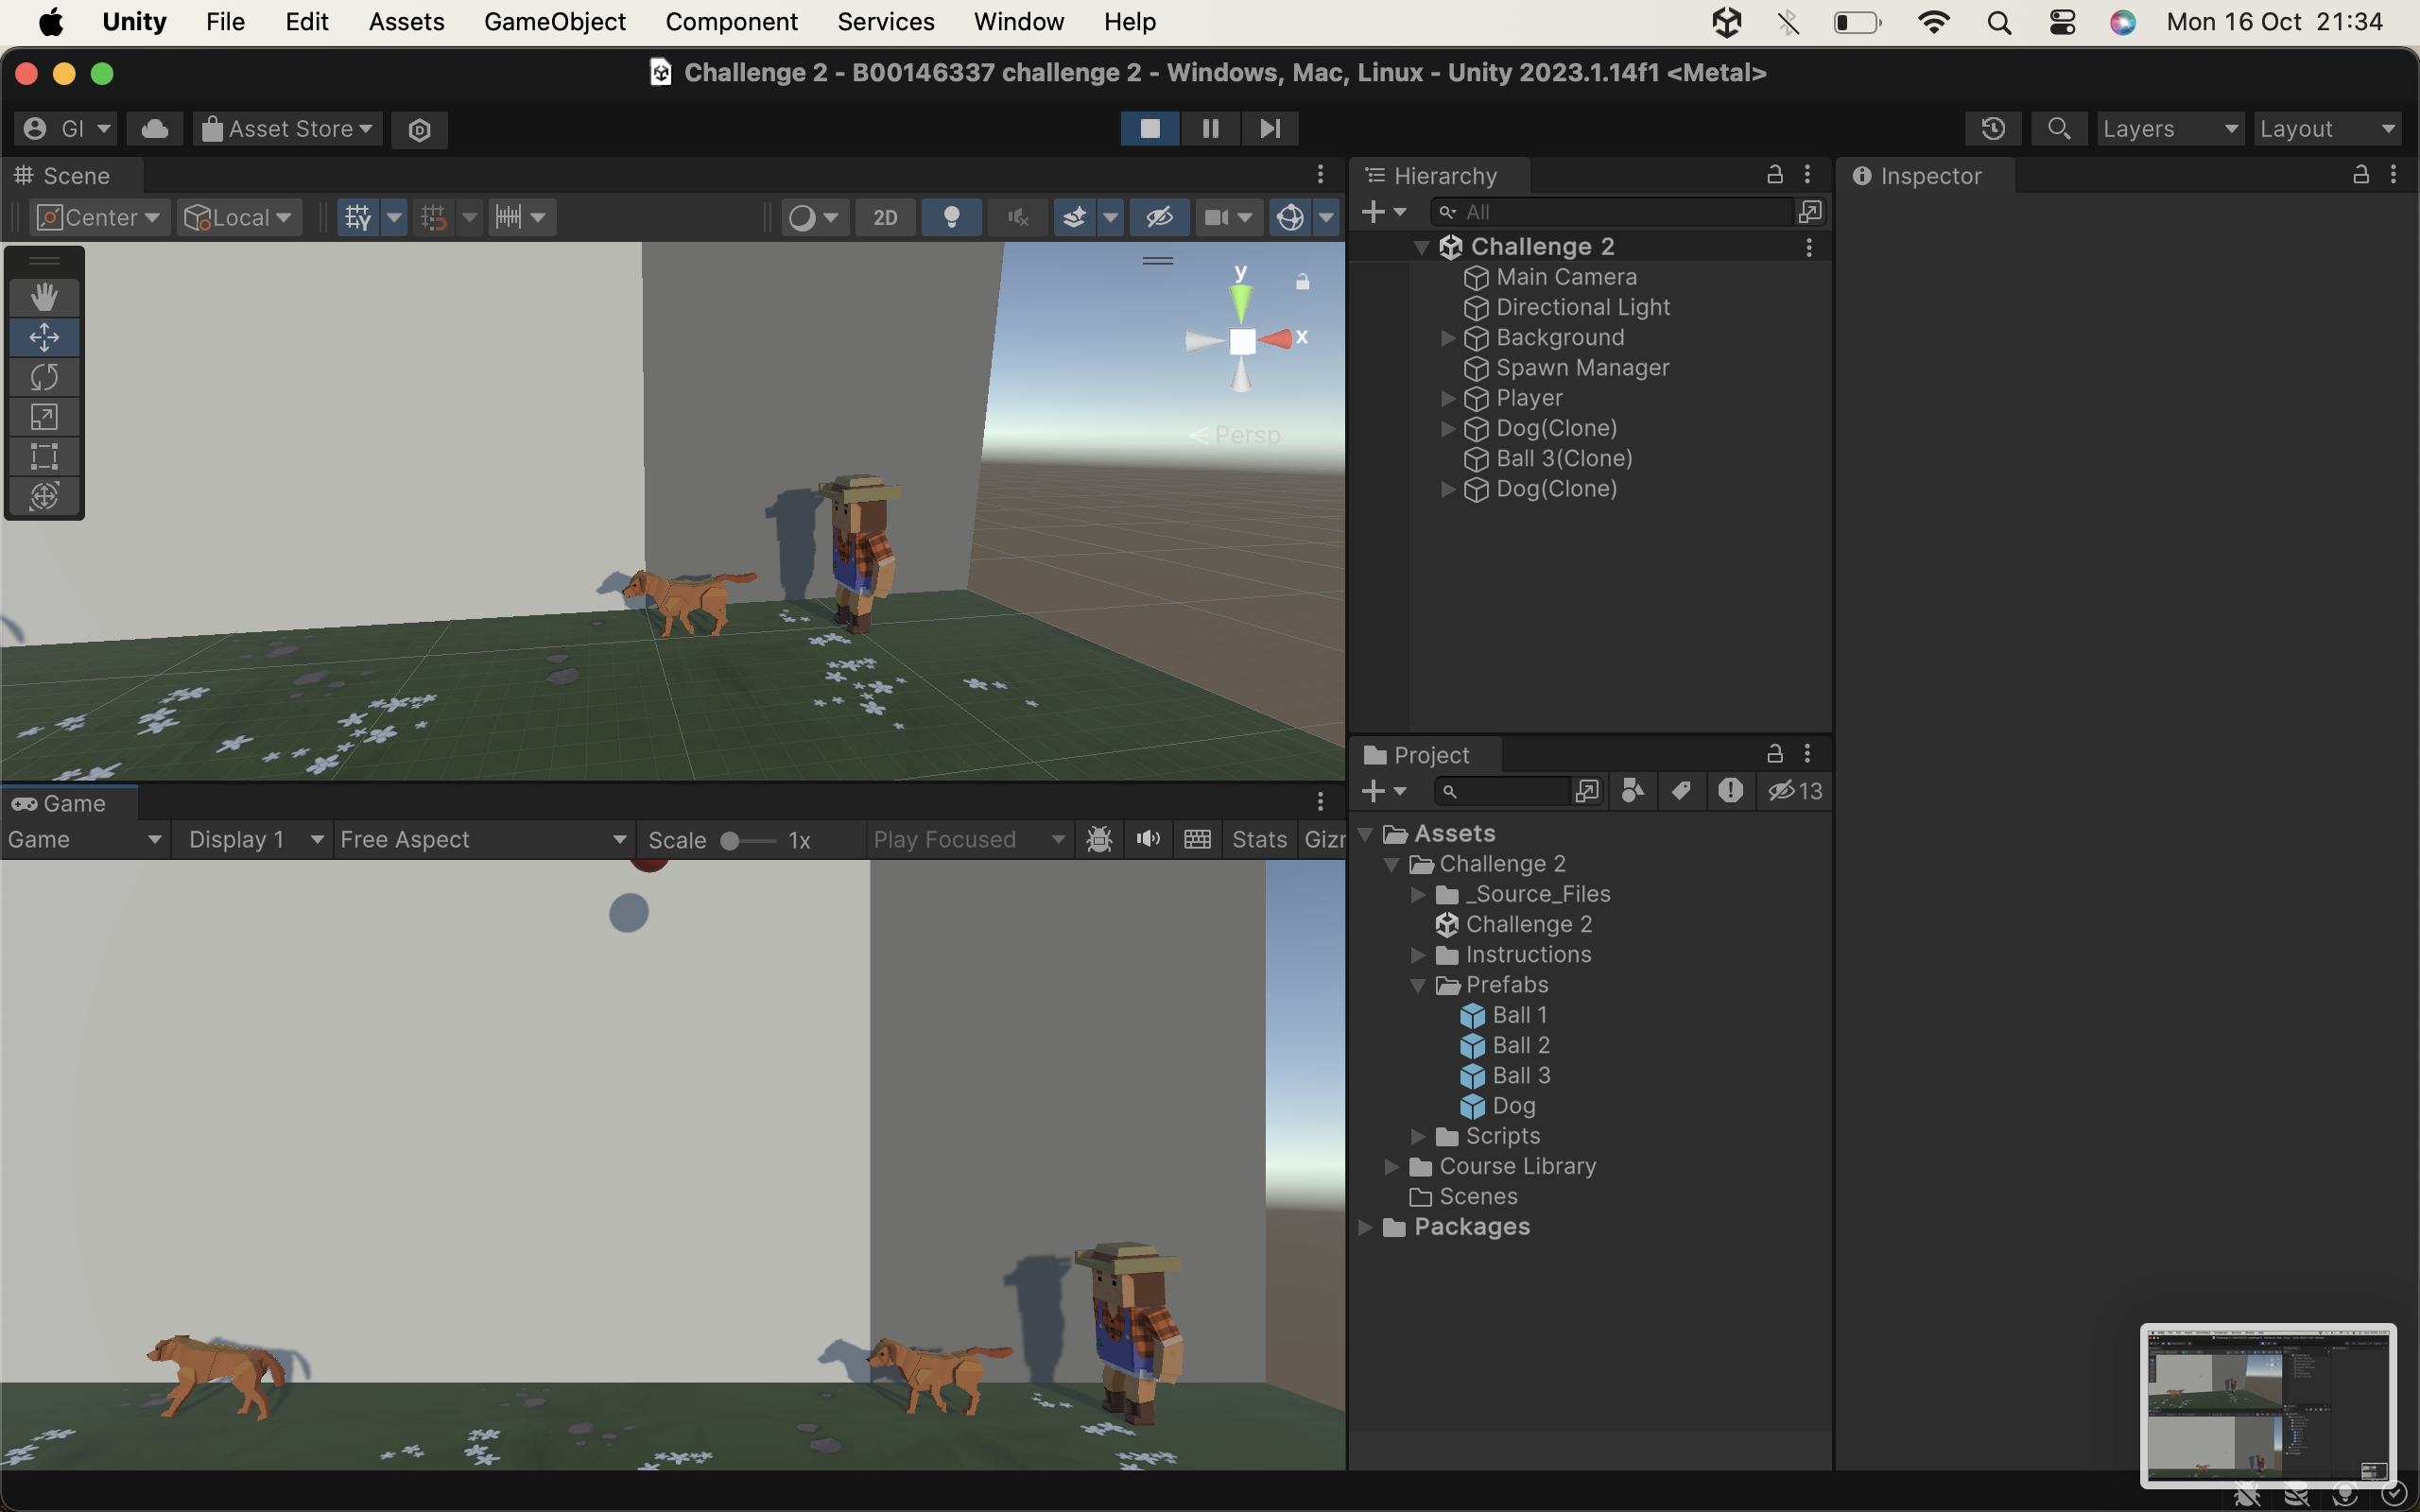 Unity File Edit Assets GameObject Component Services Window Help Mon 16 Oct 21:34
Challenge 2 - B00146337 challenge 2 - Windows, Mac, Linux - Unity 2023.1.14f1 <Metal>
GI Asset Store Layers Layout
Scene
Center Local 2D
y
x
Persp
Game
Game Display 1 Free Aspect Scale 1x Play Focused Stats Giz
Hierarchy
All
Challenge 2
Main Camera
Directional Light
Background
Spawn Manager
Player
Dog(Clone)
Ball 3(Clone)
Dog(Clone)
Project
13
Assets
Challenge 2
_Source_Files
Challenge 2
Instructions
Prefabs
Ball 1
Ball 2
Ball 3
Dog
Scripts
Course Library
Scenes
Packages
Inspector